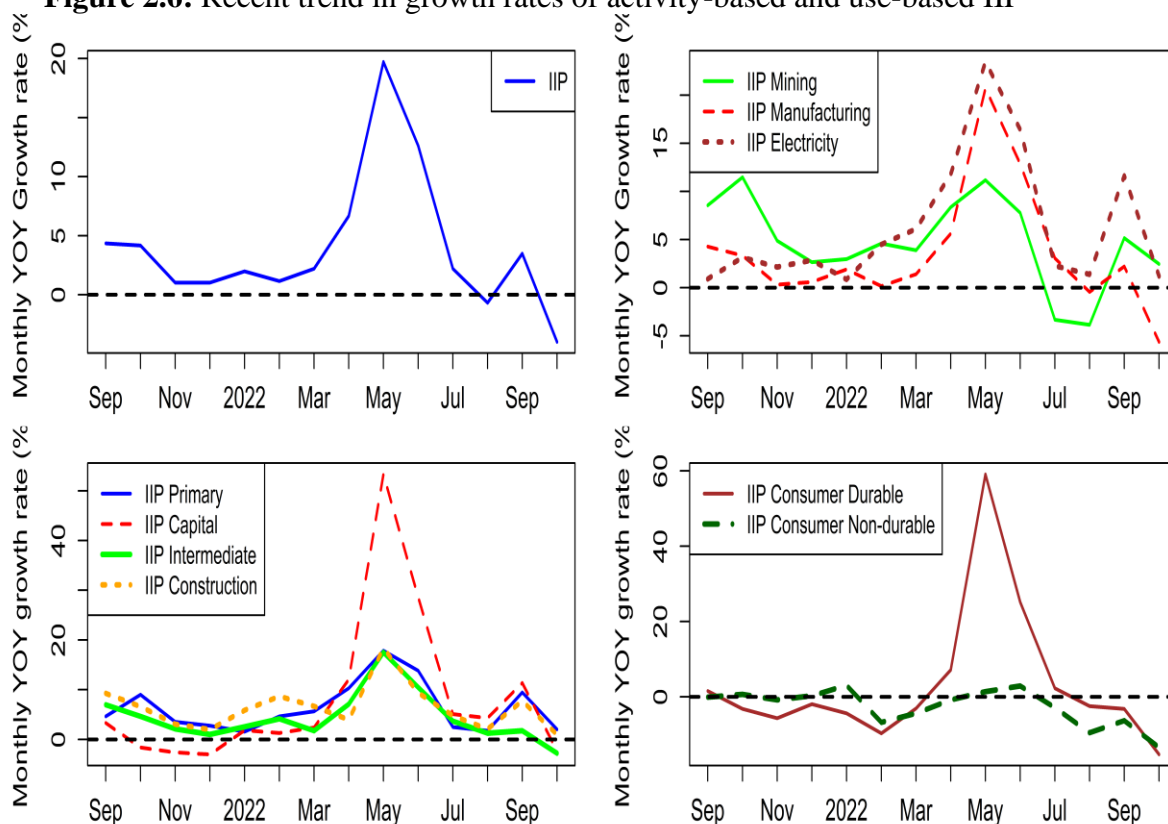 Figure 2.6: Recent trend in growth rates of activity-based and use-based IIP
Monthly YOY Growth rate (%
20
10
5
0
IIP
Sep Nov 2022 Mar May Jul Sep
Monthly YOY Growth rate (%
15
5
0
-5
IIP Mining
IIP Manufacturing
IIP Electricity
Sep Nov 2022 Mar May Jul Sep
Monthly YOY growth rate (%
40
20
0
IIP Primary
IIP Capital
IIP Intermediate
IIP Construction
Sep Nov 2022 Mar May Jul Sep
Monthly YOY growth rate (%
60
40
20
0
IIP Consumer Durable
IIP Consumer Non-durable
Sep Nov 2022 Mar May Jul Sep